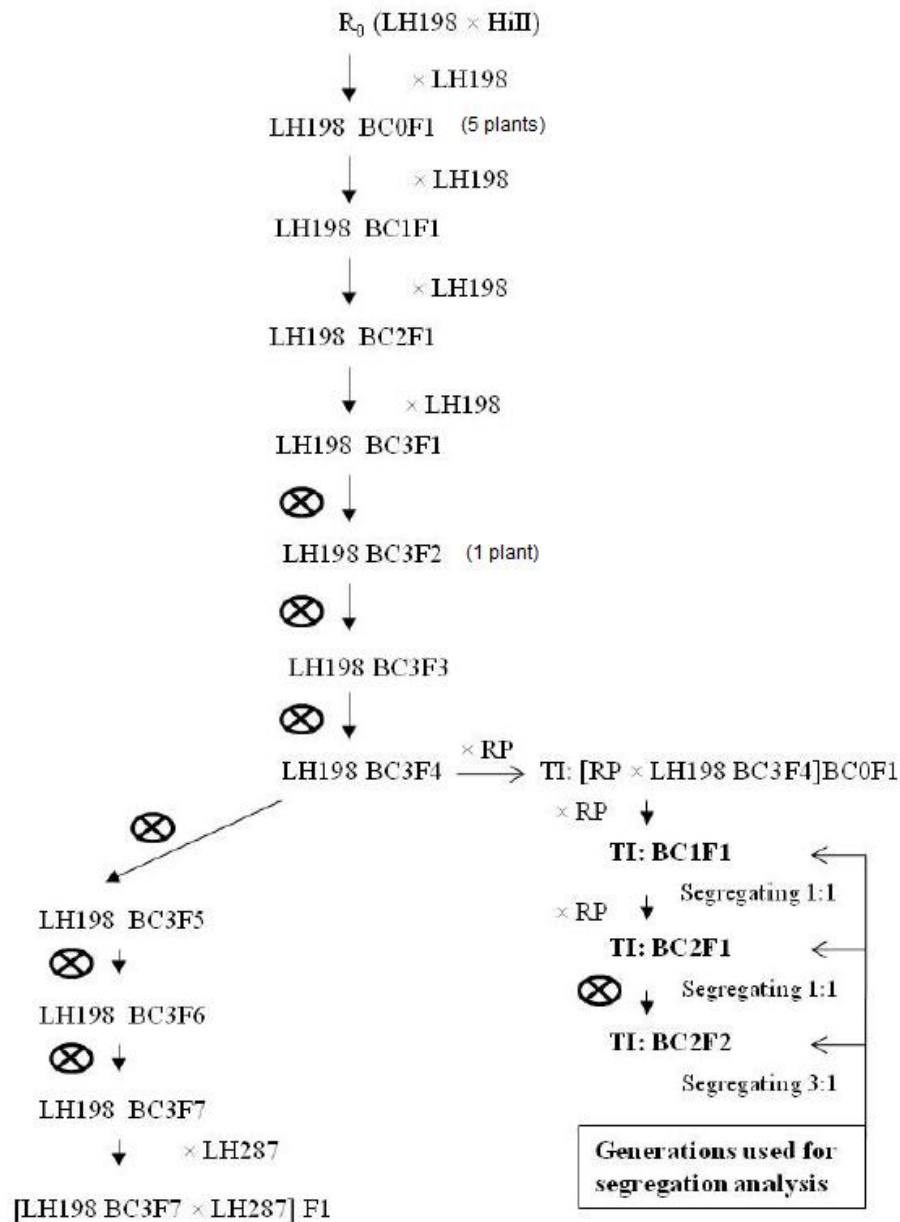 R₀ (LH198 × HiII)
× LH198
LH198 BC0F1 (5 plants)
× LH198
LH198 BC1F1
× LH198
LH198 BC2F1
× LH198
LH198 BC3F1
LH198 BC3F2 (1 plant)
LH198 BC3F3
LH198 BC3F4
× RP
TI: [RP × LH198 BC3F4]BC0F1
× RP
TI: BC1F1
Segregating 1:1
× RP
TI: BC2F1
Segregating 1:1
TI: BC2F2
Segregating 3:1
Generations used for
segregation analysis
LH198 BC3F5
LH198 BC3F6
LH198 BC3F7
× LH287
[LH198 BC3F7 × LH287] F1